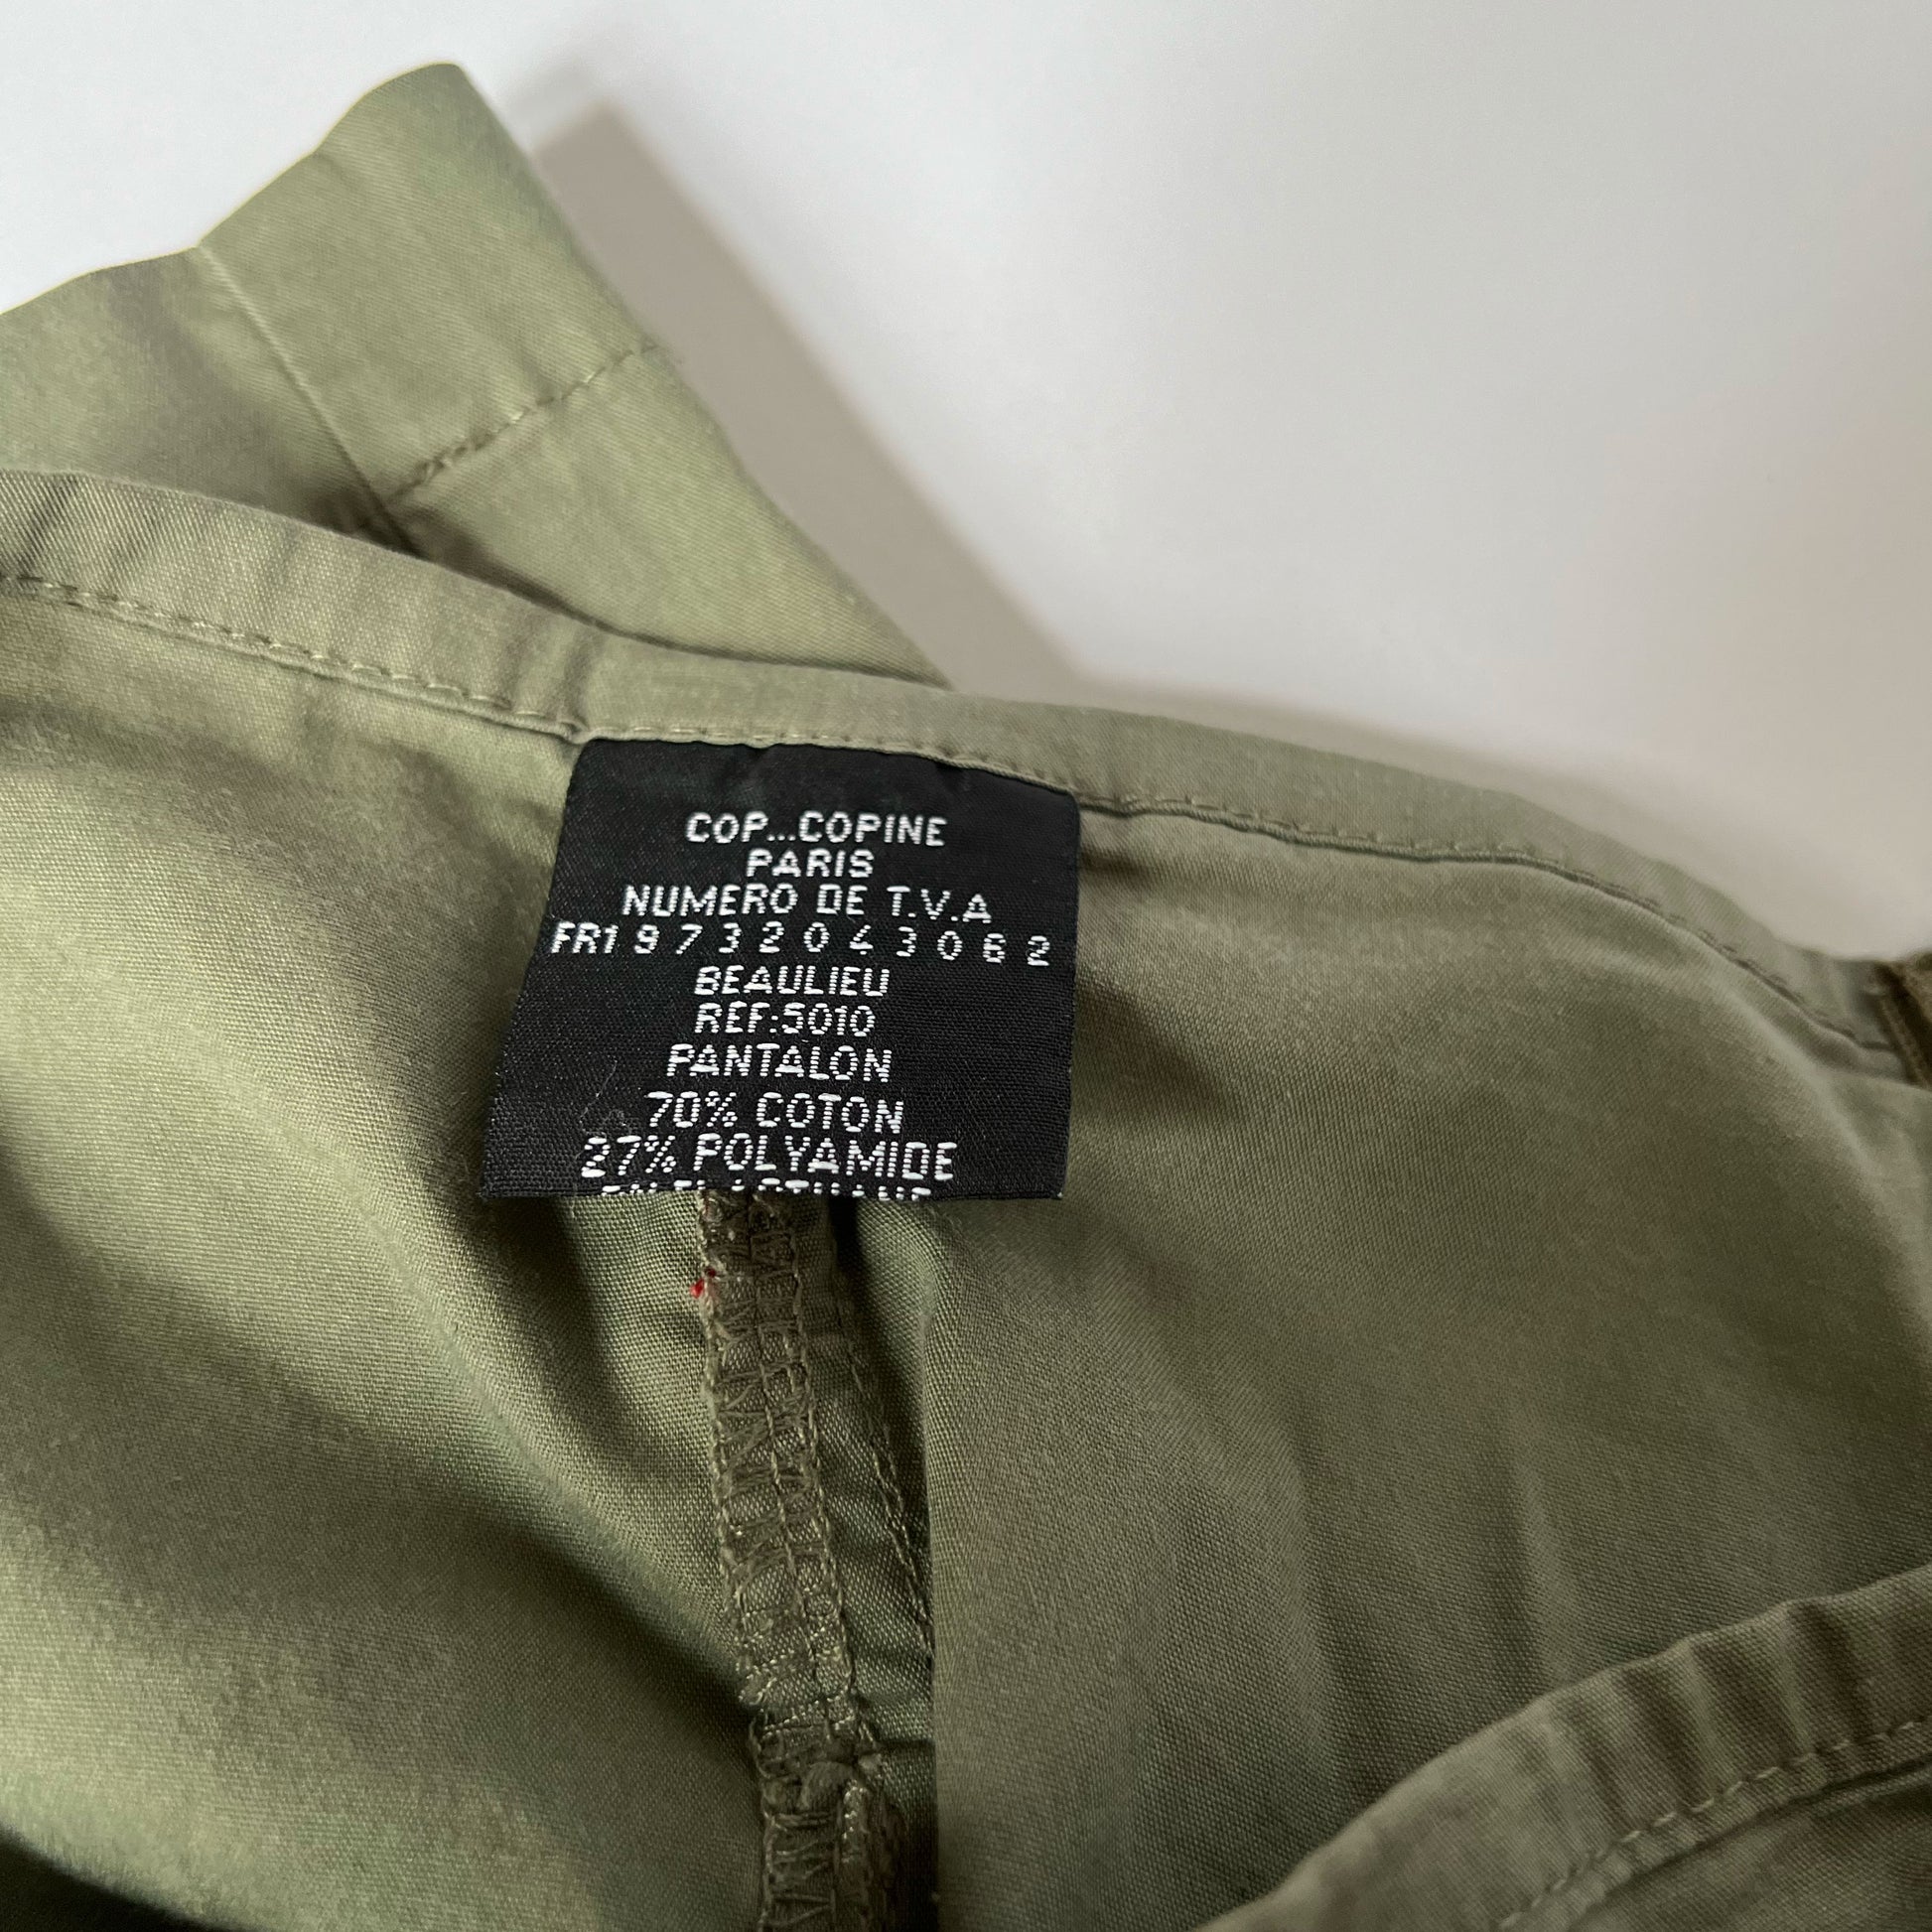 COP...COPINE
PARIS
NUMERO DE T.V.A
FR19732043062
BEAULIEU
REF:5010
PANTALON
70% COTON
27% POLYAMIDE